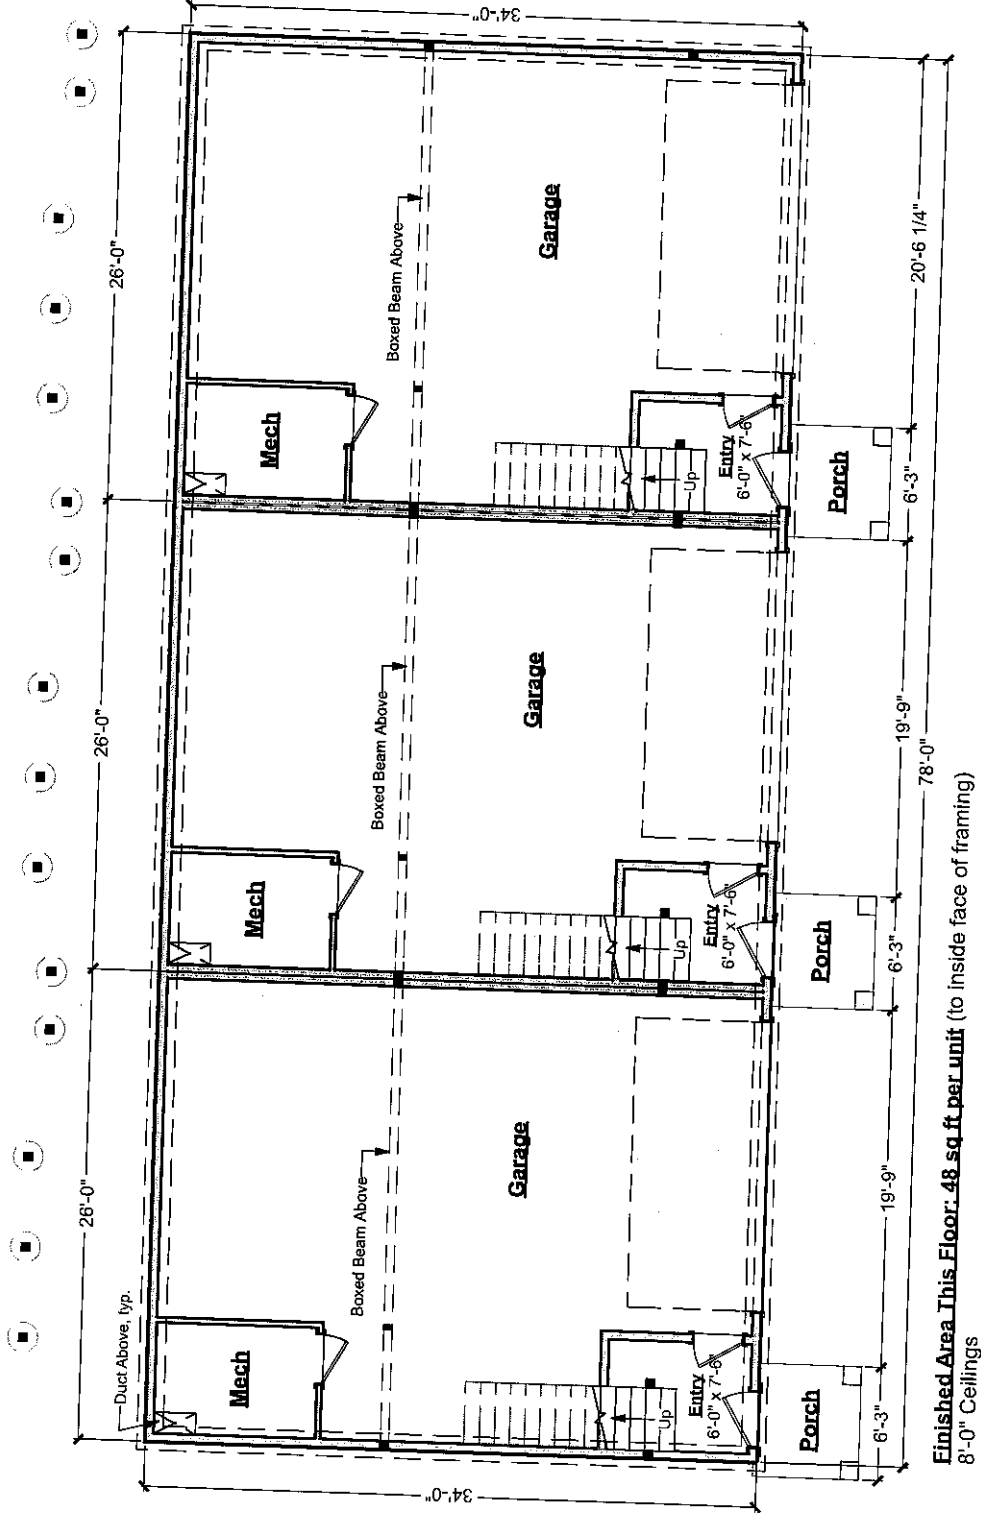 34'-0"
26'-0"
26'-0"
26'-0"
Duct Above, typ.
Mech
Mech
Mech
Boxed Beam Above
Boxed Beam Above
Boxed Beam Above
Garage
Garage
Garage
Up
Up
Up
Entry
6'-0" x 7'-6"
Entry
6'-0" x 7'-6"
Entry
6'-0" x 7'-6"
Porch
Porch
Porch
34'-0"
6'-3"
19'-9"
6'-3"
19'-9"
6'-3"
20'-6 1/4"
78'-0"
Finished Area This Floor: 48 sq ft per unit (to inside face of framing)
8'-0" Ceilings